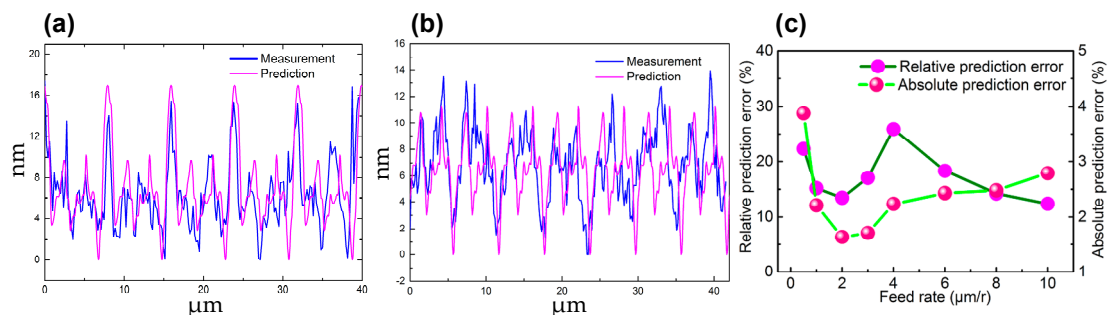 (a)
(b)
(c)
Measurement
Prediction
20
16
12
8
4
0
nm
0
10
20
30
40
μm
Measurement
Prediction
16
14
12
10
8
6
4
2
0
-2
nm
0
10
20
30
40
μm
Relative prediction error
Absolute prediction error
40
30
20
10
0
Relative prediction error (%)
5
4
3
2
1
Absolute prediction error (%)
0
2
4
6
8
10
Feed rate (μm/r)